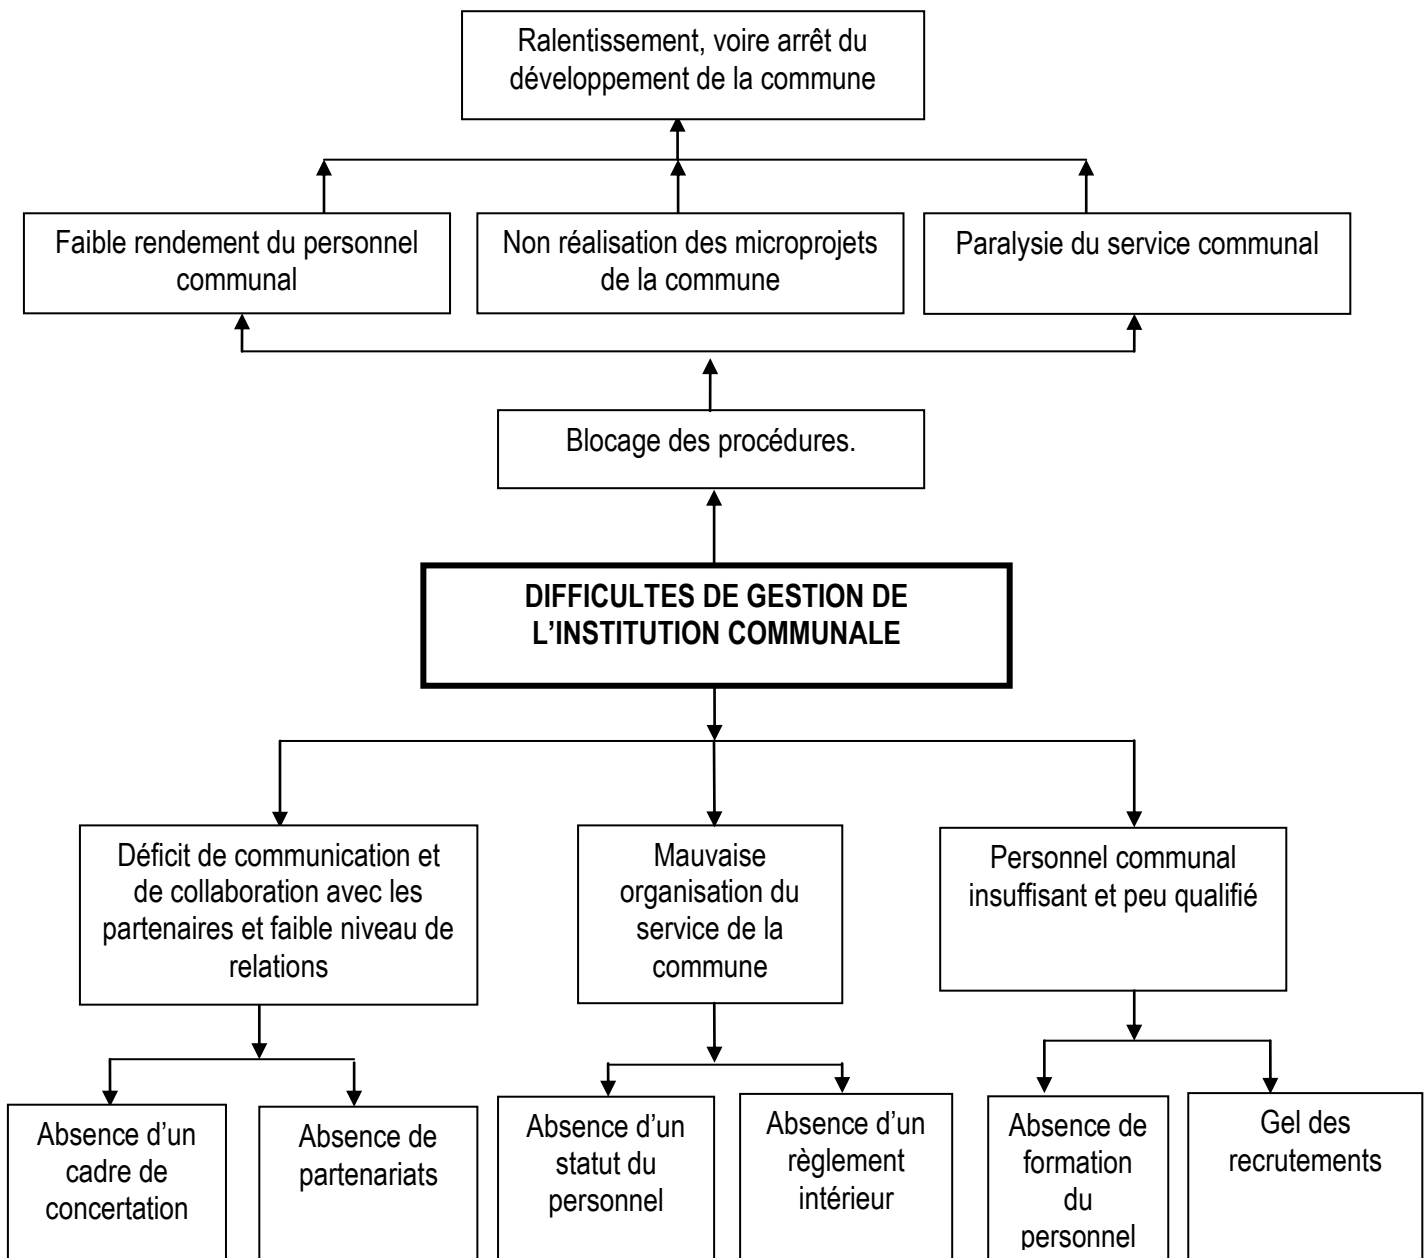 Ralentissement, voire arrêt du
développement de la commune
Faible rendement du personnel
communal
Non réalisation des microprojets
de la commune
Paralysie du service communal
Blocage des procédures.
DIFFICULTES DE GESTION DE
L’INSTITUTION COMMUNALE
Déficit de communication et
de collaboration avec les
partenaires et faible niveau de
relations
Mauvaise
organisation du
service de la
commune
Personnel communal
insuffisant et peu qualifié
Absence d’un
cadre de
concertation
Absence de
partenariats
Absence d’un
statut du
personnel
Absence d’un
règlement
intérieur
Absence de
formation
du
personnel
Gel des
recrutements